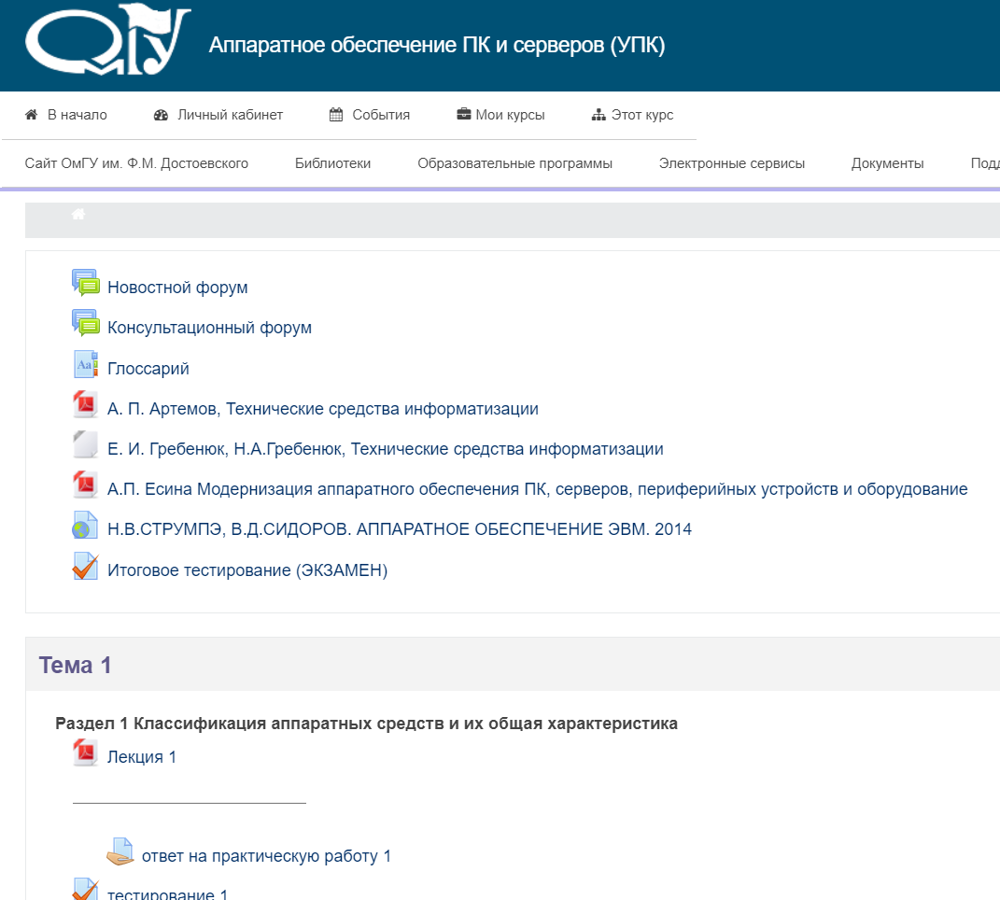 ОмГУ
Аппаратное обеспечение ПК и серверов (УПК)
В начало Личный кабинет События Мои курсы Этот курс
Сайт ОмГУ им. Ф.М. Достоевского Библиотеки Образовательные программы Электронные сервисы Документы Подд
Новостной форум
Консультационный форум
Aa Глоссарий
А. П. Артемов, Технические средства информатизации
Е. И. Гребенюк, Н.А.Гребенюк, Технические средства информатизации
А.П. Есина Модернизация аппаратного обеспечения ПК, серверов, периферийных устройств и оборудование
Н.В.СТРУМПЭ, В.Д.СИДОРОВ. АППАРАТНОЕ ОБЕСПЕЧЕНИЕ ЭВМ. 2014
Итоговое тестирование (ЭКЗАМЕН)
Тема 1
Раздел 1 Классификация аппаратных средств и их общая характеристика
Лекция 1
ответ на практическую работу 1
тестирование 1